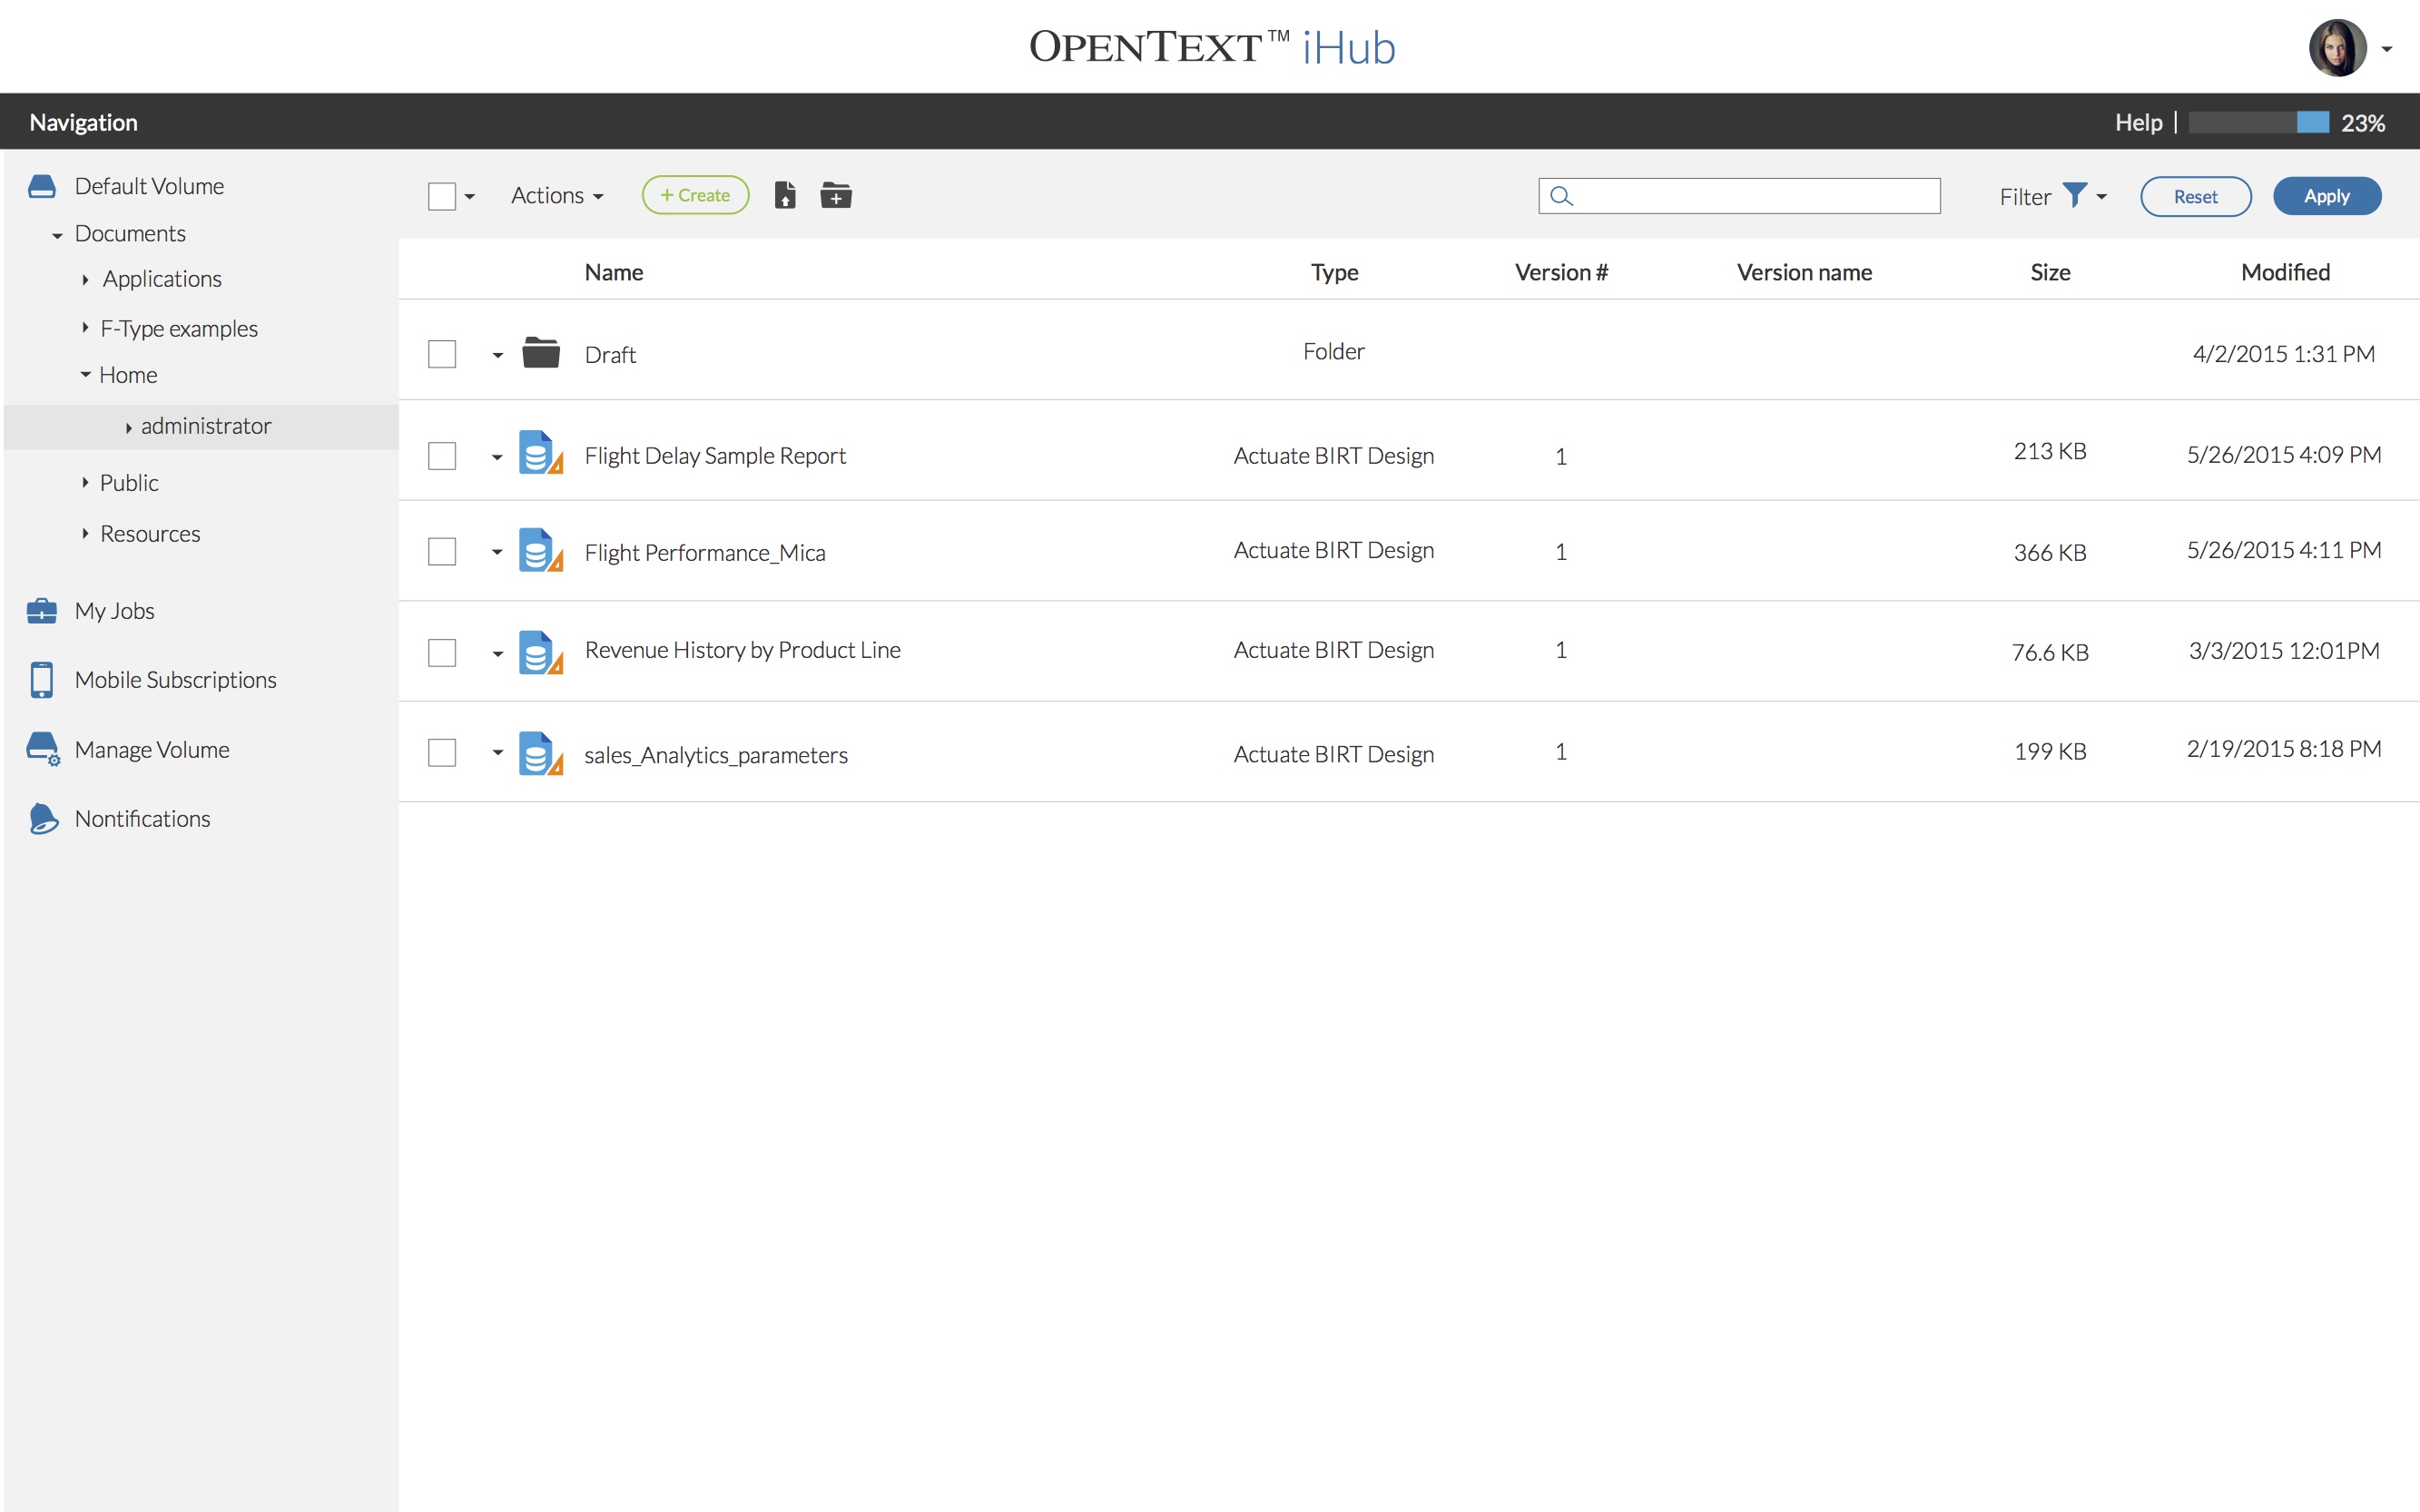 OPENTEXT™ iHub
Navigation
Help | 23%
Default Volume
Documents
Applications
F-Type examples
Home
administrator
Public
Resources
My Jobs
Mobile Subscriptions
Manage Volume
Nontifications
Actions + Create Filter Reset Apply
Name Type Version # Version name Size Modified
Draft Folder 4/2/2015 1:31 PM
Flight Delay Sample Report Actuate BIRT Design 1 213 KB 5/26/2015 4:09 PM
Flight Performance_Mica Actuate BIRT Design 1 366 KB 5/26/2015 4:11 PM
Revenue History by Product Line Actuate BIRT Design 1 76.6 KB 3/3/2015 12:01PM
sales_Analytics_parameters Actuate BIRT Design 1 199 KB 2/19/2015 8:18 PM